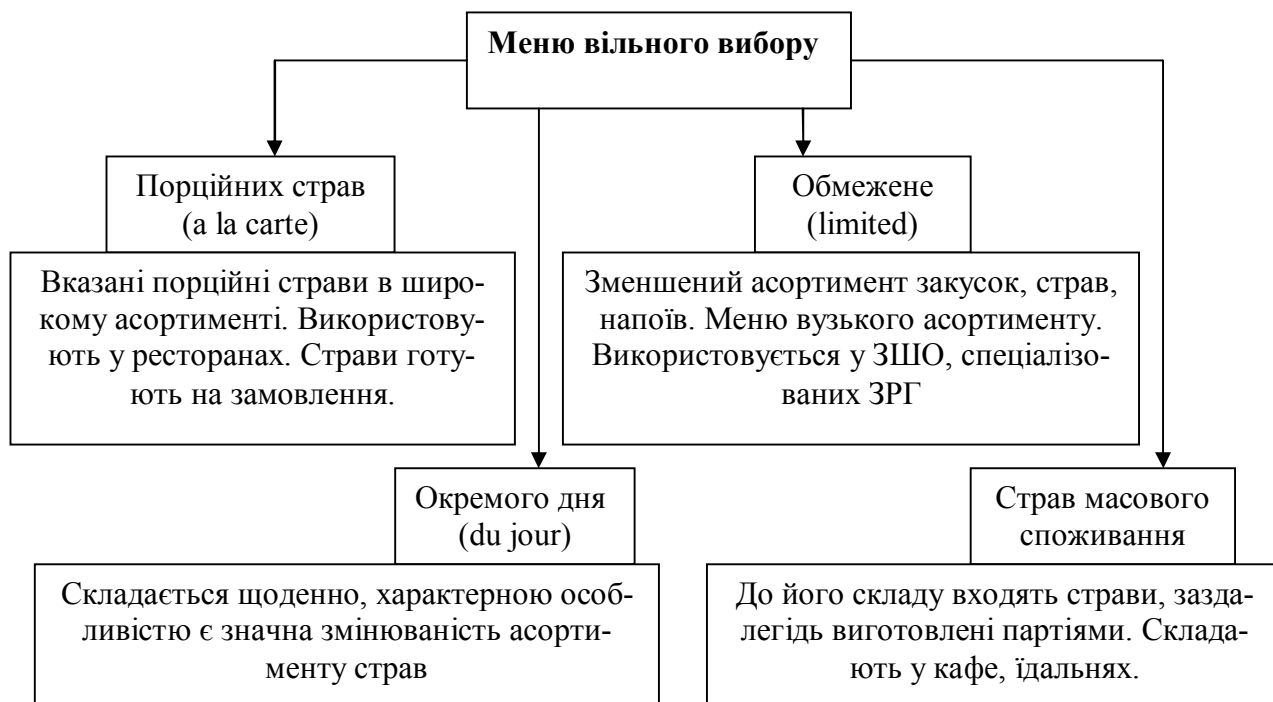 Меню вільного вибору
Порційних страв
(a la carte)
Вказані порційні страви в широ-
кому асортименті. Використову-
ють у ресторанах. Страви готу-
ють на замовлення.
Обмежене
(limited)
Зменшений асортимент закусок, страв,
напоїв. Меню вузького асортименту.
Використовується у ЗШО, спеціалізо-
ваних ЗРГ
Окремого дня
(du jour)
Складається щоденно, характерною особ-
ливістю є значна змінюваність асорти-
менту страв
Страв масового
споживання
До його складу входять страви, зазда-
легідь виготовлені партіями. Склада-
ють у кафе, їдальнях.